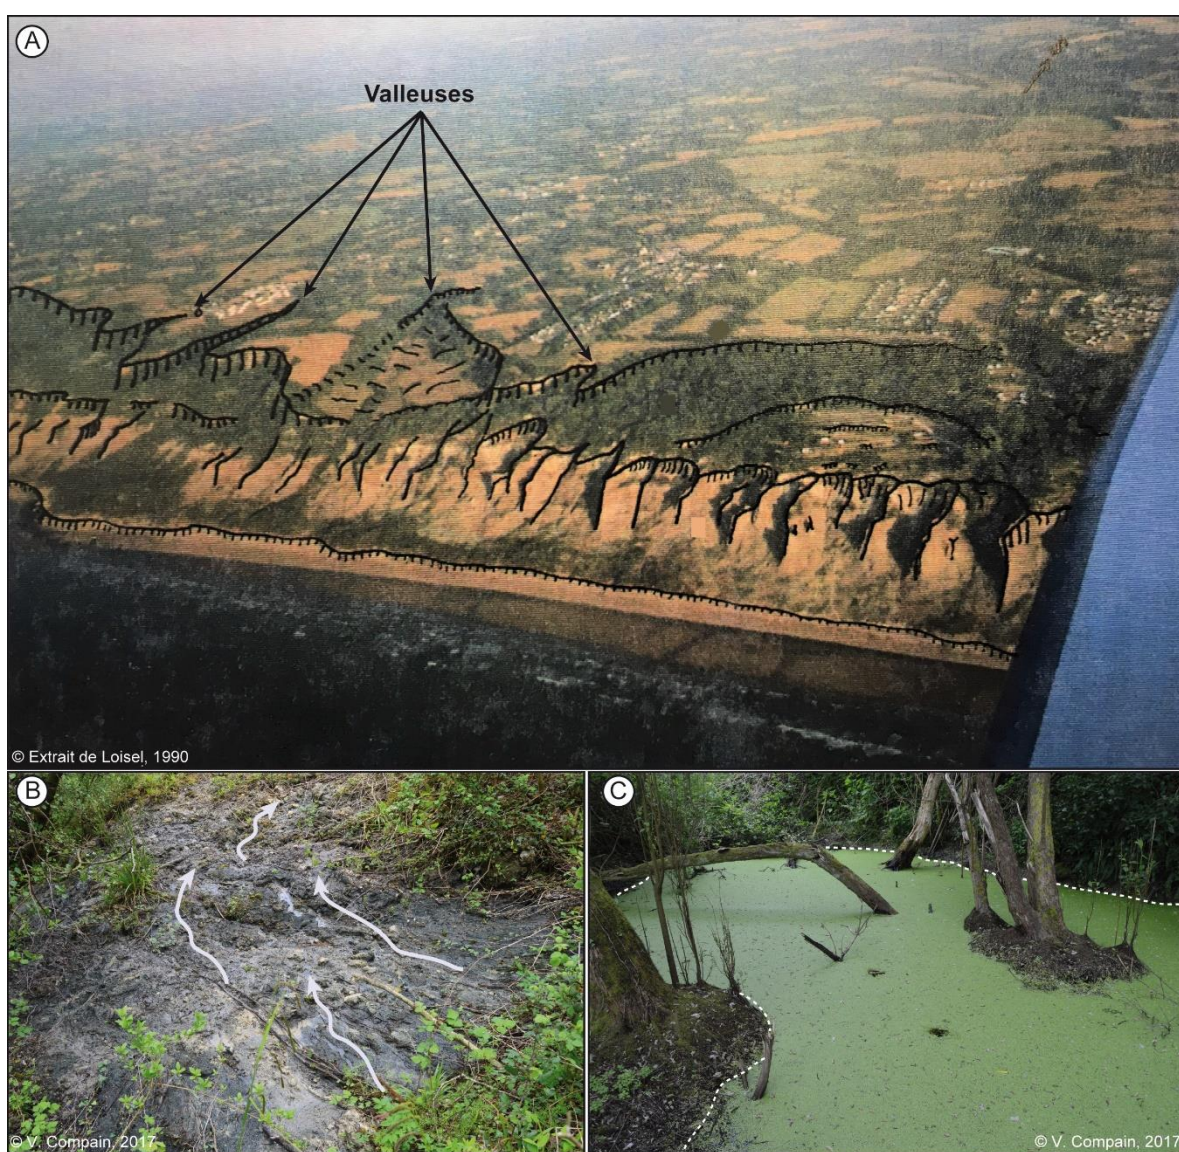 A
Valleuses
© Extrait de Loisel, 1990
B
© V. Compain, 2017
C
© V. Compain, 2017